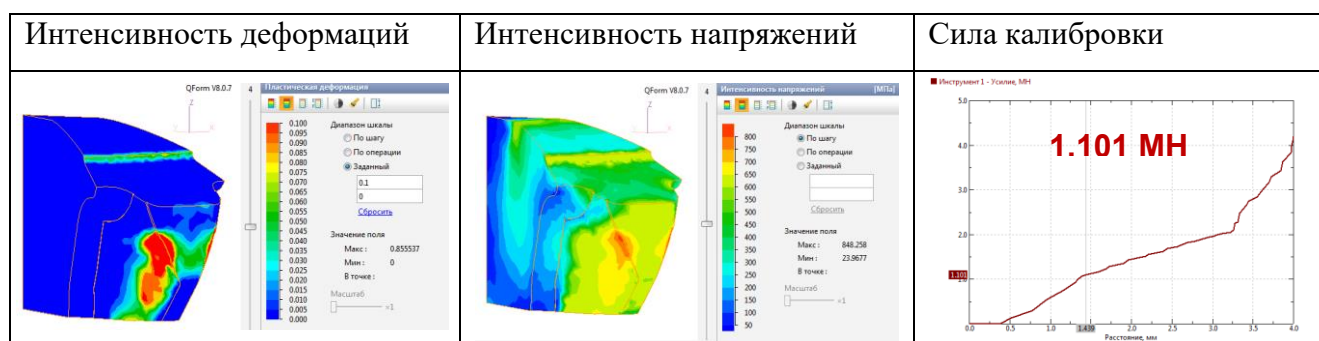 Интенсивность деформаций
Интенсивность напряжений
Сила калибровки
QForm V8.0.7
4
Пластическая деформация
0.100
0.095
0.090
0.085
0.080
0.075
0.070
0.065
0.060
0.055
0.050
0.045
0.040
0.035
0.030
0.025
0.020
0.015
0.010
0.005
0.000
Диапазон шкалы
По шагу
По операции
Заданный
0.1
0
Сбросить
Значение поля
Макс: 0.855537
Мин: 0
В точке:
Масштаб
×1
QForm V8.0.7
4
Интенсивность напряжений [МПа]
800
750
700
650
600
550
500
450
400
350
300
250
200
150
100
50
Диапазон шкалы
По шагу
По операции
Заданный
Сбросить
Значение поля
Макс: 848.258
Мин: 23.9677
В точке:
Масштаб
×1
Инструмент 1 - Усилие, МН
5.0
4.0
3.0
2.0
1.101
1.101 МН
0.0 0.5 1.0 1.439 2.0 2.5 3.0 3.5 4.0
Расстояние, мм